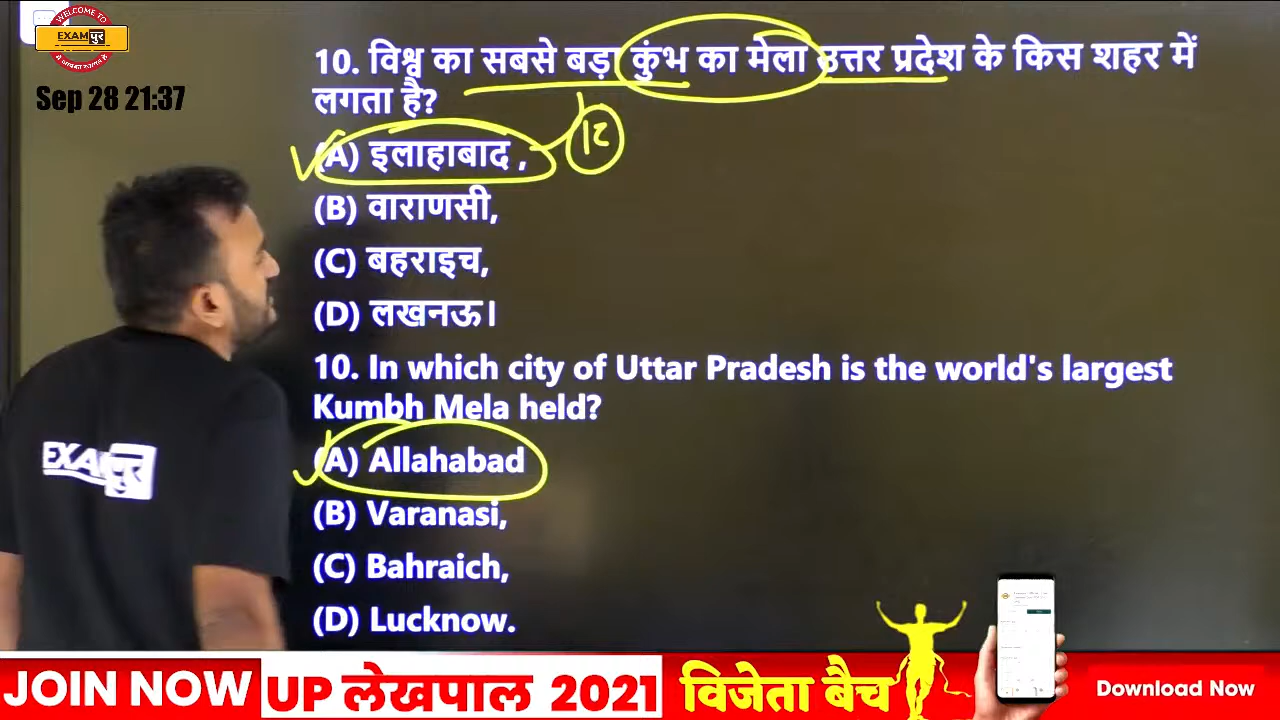 WELCOME TO
EXAMपुर
Sep 28 21:37
10. विश्व का सबसे बड़ा कुंभ का मेला उत्तर प्रदेश के किस शहर में
लगता है?
(A) इलाहाबाद ,
12
(B) वाराणसी,
(C) बहराइच,
(D) लखनऊ।
10. In which city of Uttar Pradesh is the world's largest
Kumbh Mela held?
(A) Allahabad
(B) Varanasi,
(C) Bahraich,
(D) Lucknow.
EXAMपुर
JOIN NOW UP लेखपाल 2021 विजेता बैच Download Now